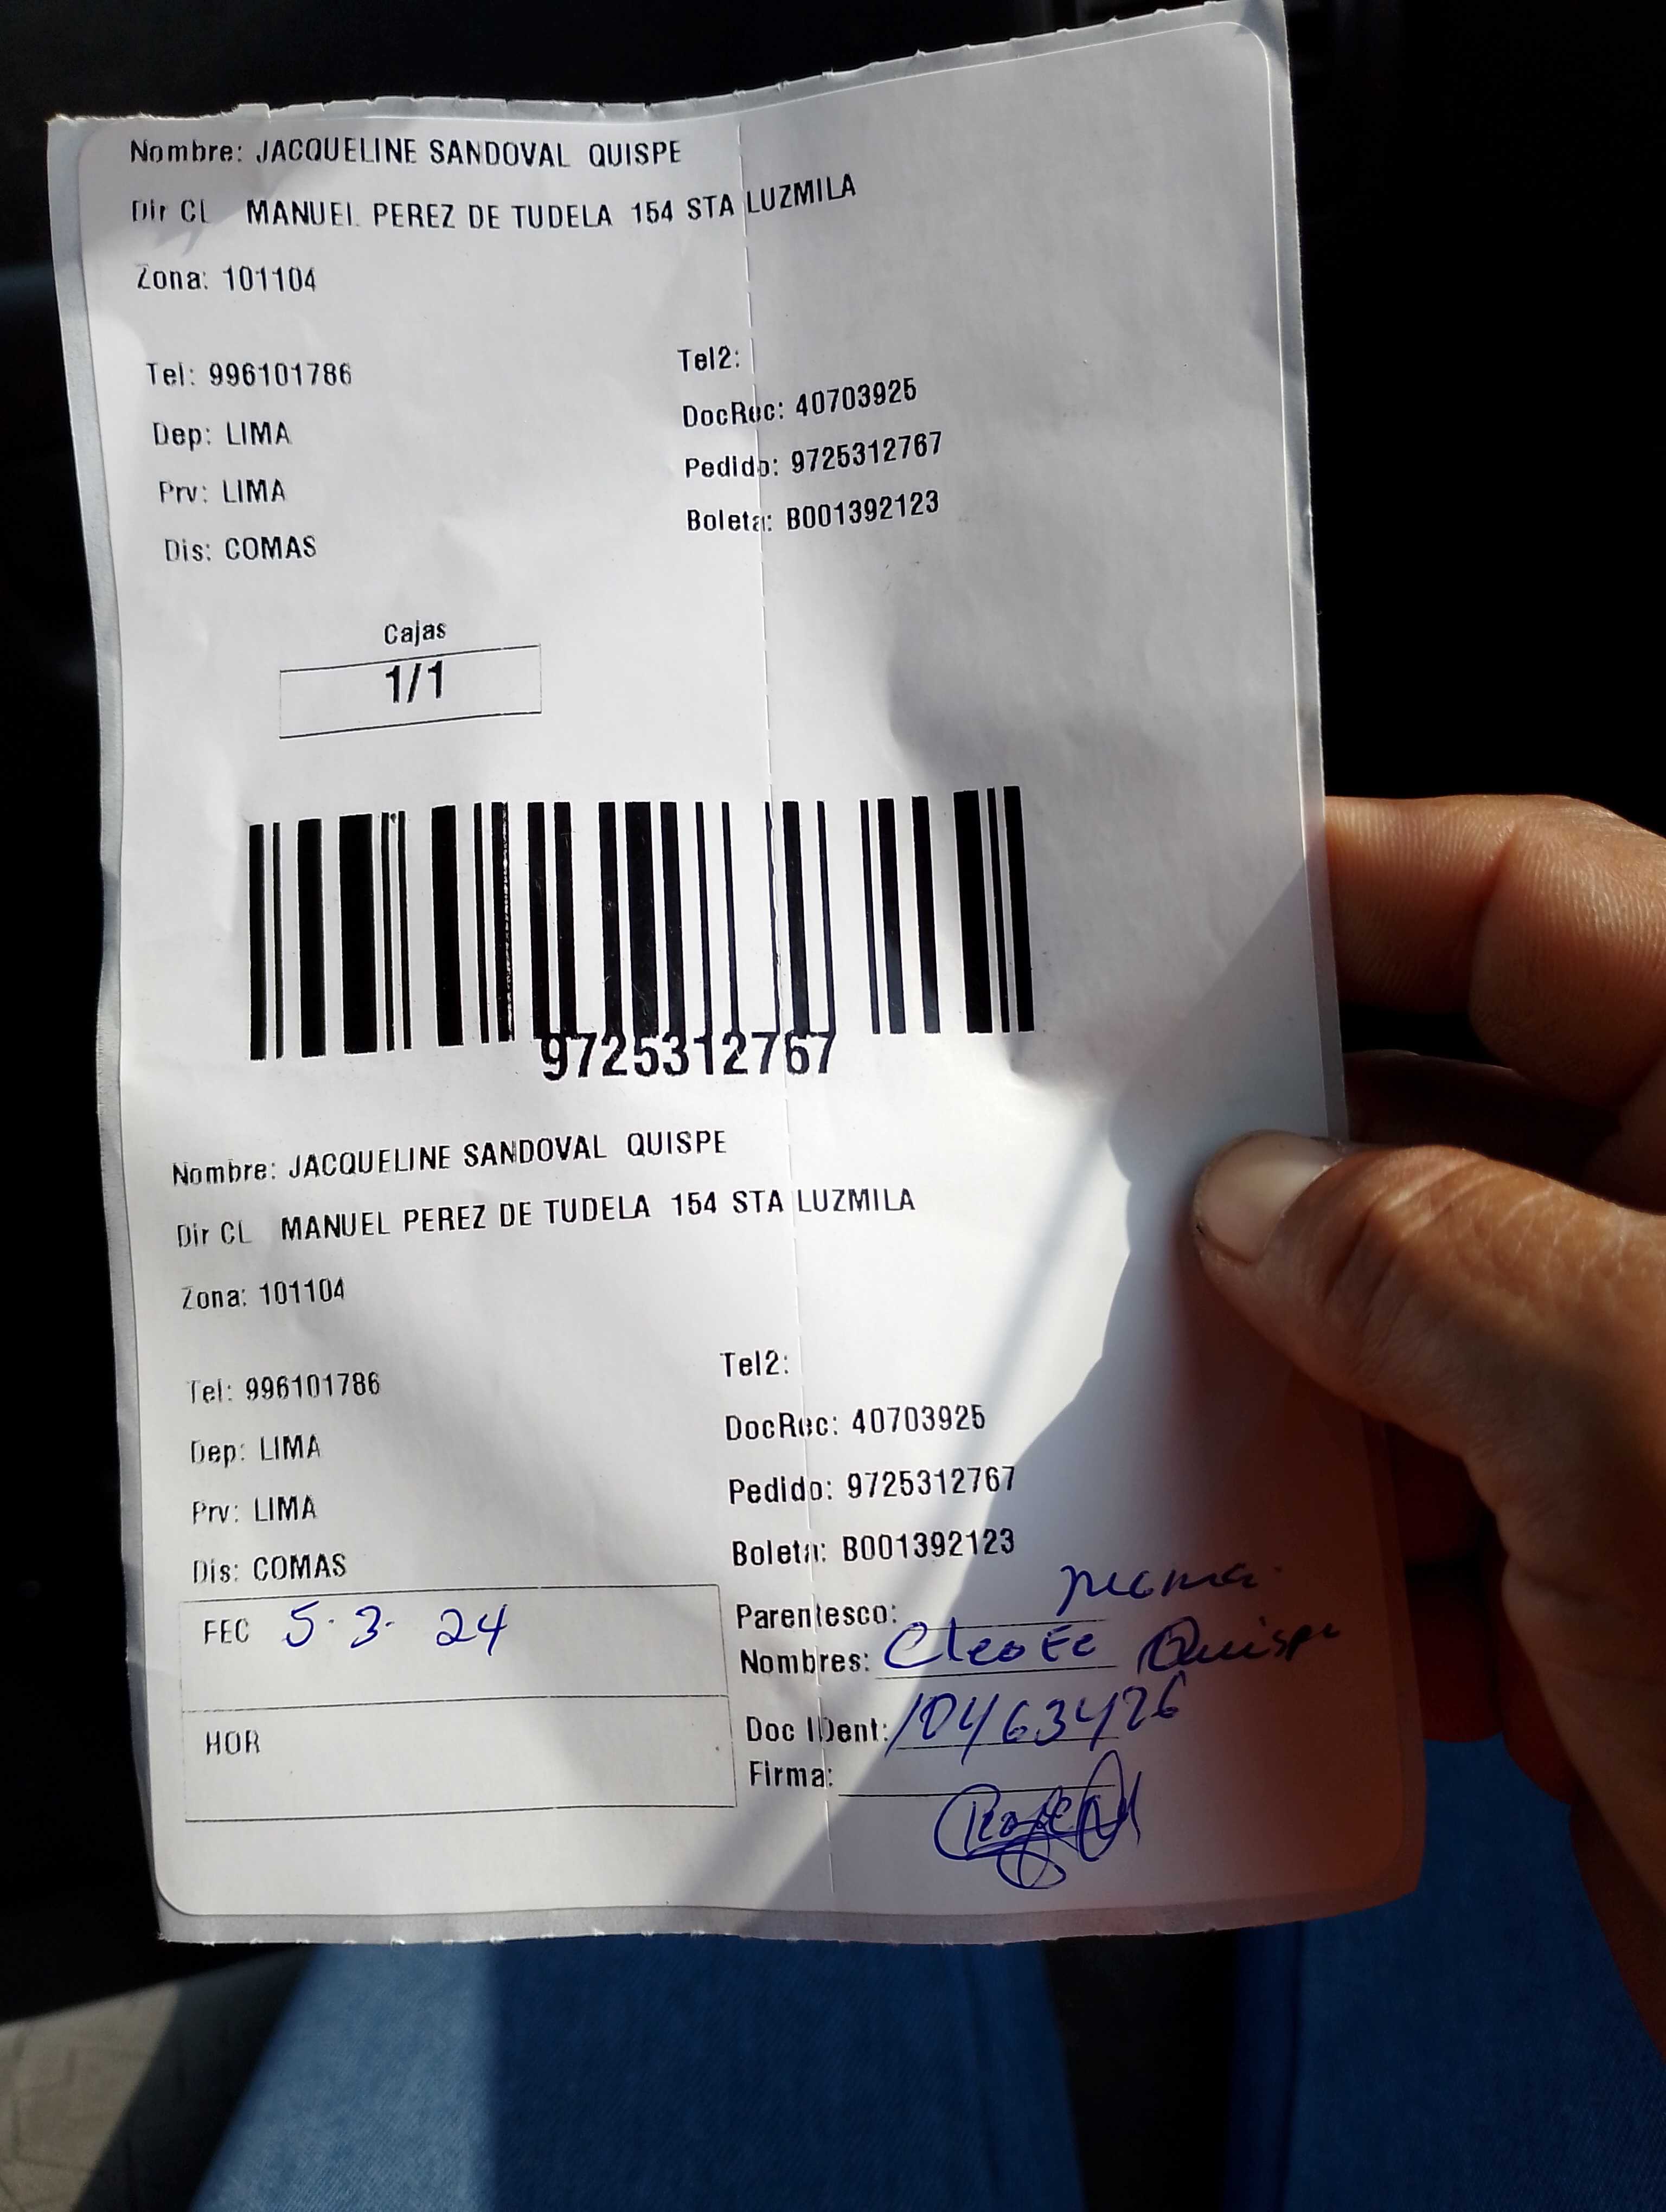 Nombre: JACQUELINE SANDOVAL QUISPE
Dir CL MANUEL PEREZ DE TUDELA 154 STA LUZMILA
Zona: 101104
Tel: 996101786
Tel2:
Dep: LIMA
DocRec: 40703925
Prv: LIMA
Pedido: 9725312767
Dis: COMAS
Boleta: B001392123
Cajas
1/1
9725312767
Nombre: JACQUELINE SANDOVAL QUISPE
Dir CL MANUEL PEREZ DE TUDELA 154 STA LUZMILA
Zona: 101104
Tel: 996101786
Tel2:
Dep: LIMA
DocRec: 40703925
Prv: LIMA
Pedido: 9725312767
Dis: COMAS
Boleta: B001392123
FEC 5-3-24
Parentesco:
Nombres: Cleofe Quispe
HOR
Doc IDent: 10463426
Firma: